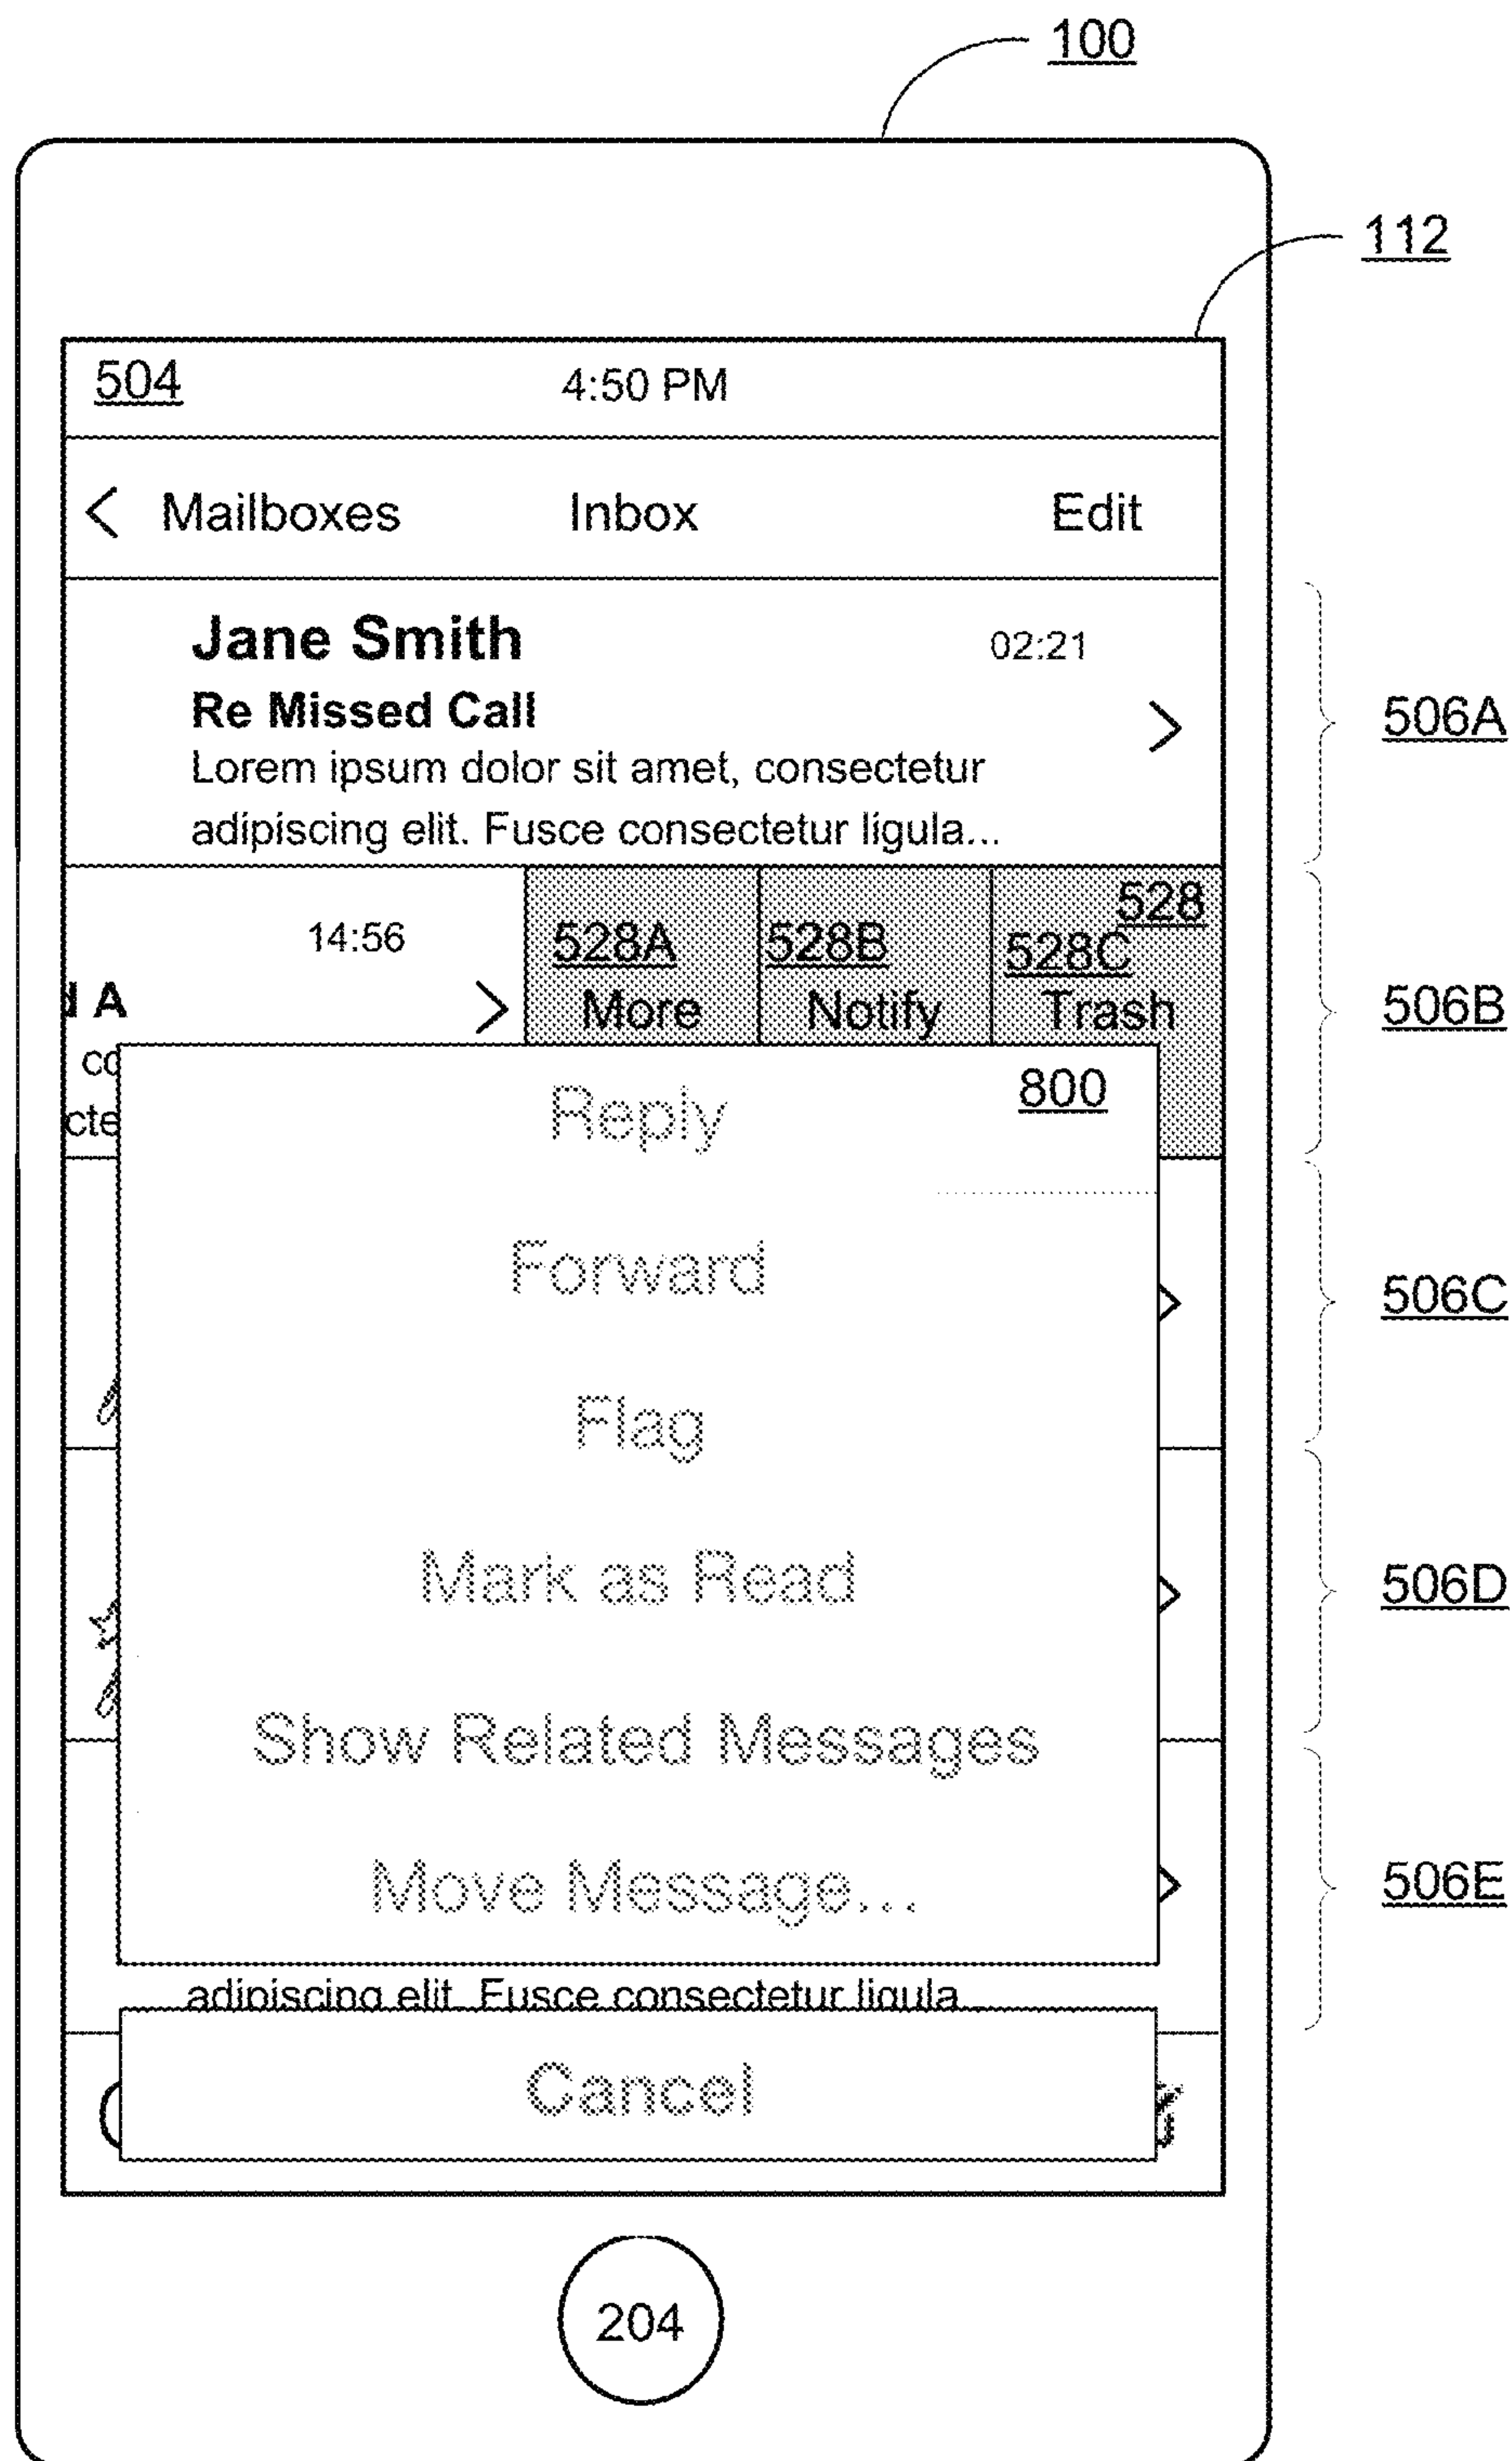 100
112
504 4:50 PM
< Mailboxes Inbox Edit
Jane Smith 02:21
Re Missed Call
Lorem ipsum dolor sit amet, consectetur
adipiscing elit. Fusce consectetur ligula...
506A
528
14:56 528A 528B 528C
A More Notify Trash
506B
800
Reply
Forward
506C
Flag
Mark as Read
506D
Show Related Messages
Move Message...
506E
adipiscing elit. Fusce consectetur ligula...
Cancel
204